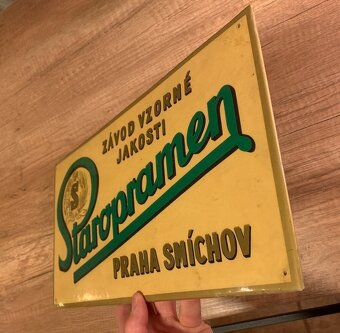 ZÁVOD VZORNÉ
JAKOSTI
S
Staropramen
PRAHA SMÍCHOV